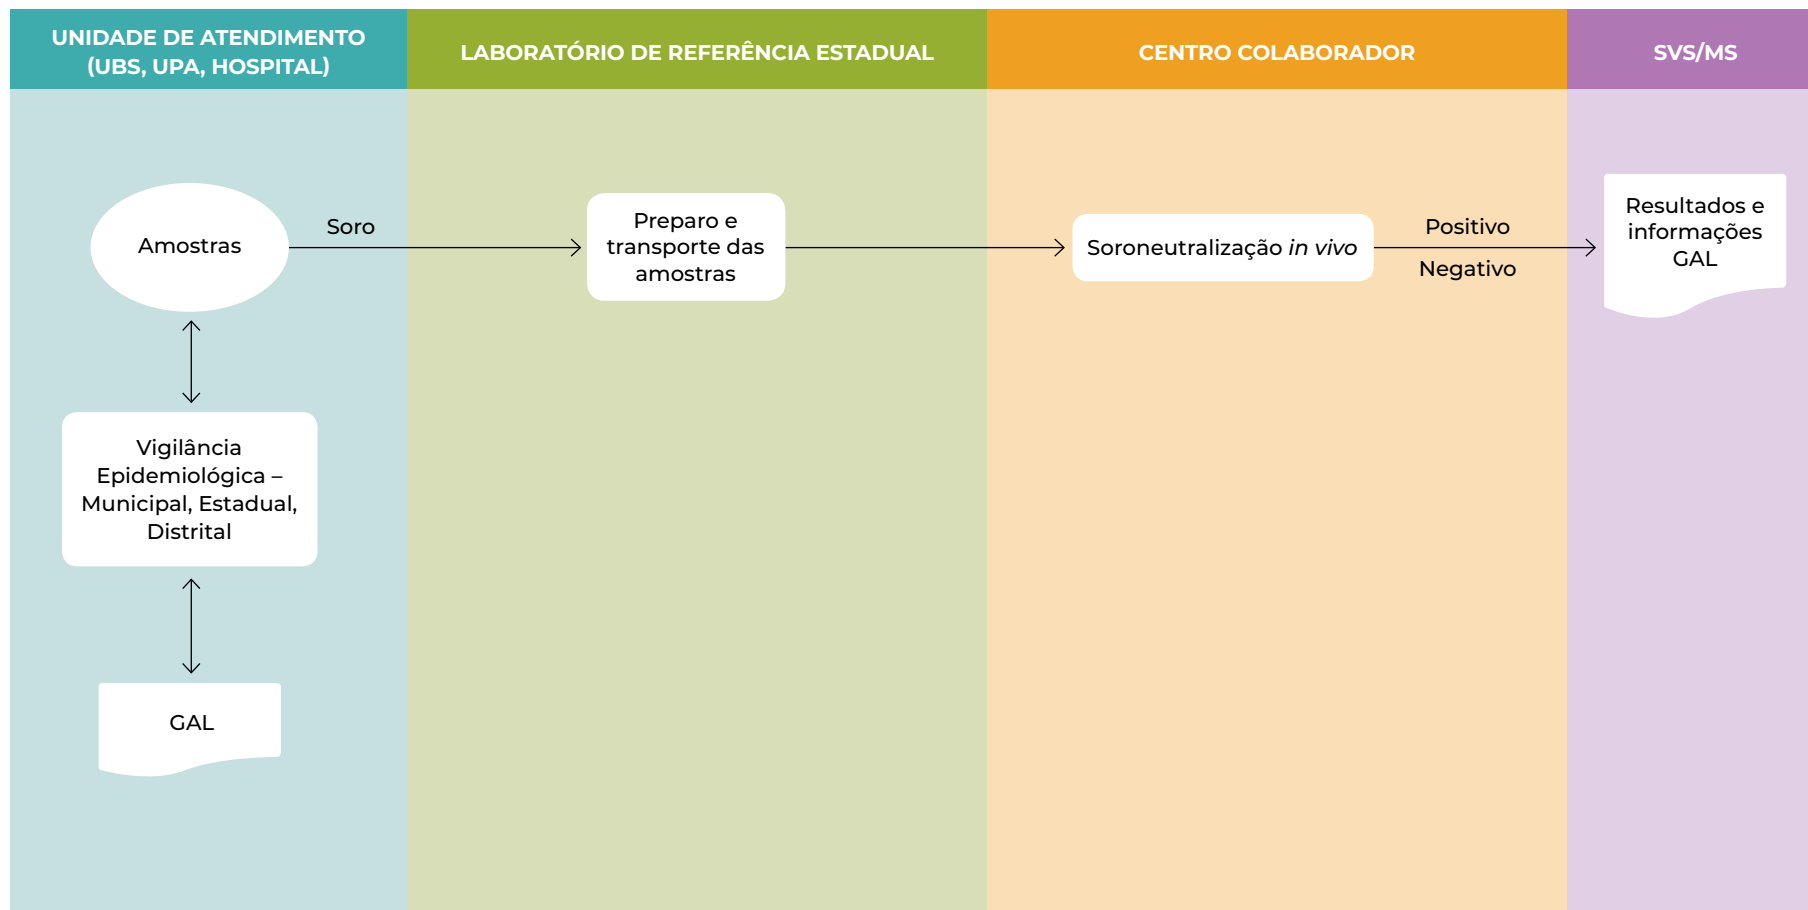 UNIDADE DE ATENDIMENTO
(UBS, UPA, HOSPITAL)
LABORATÓRIO DE REFERÊNCIA ESTADUAL
CENTRO COLABORADOR
SVS/MS
Amostras
Soro
Preparo e
transporte das
amostras
Soroneutralização in vivo
Positivo
Negativo
Resultados e
informações
GAL
Vigilância
Epidemiológica –
Municipal, Estadual,
Distrital
GAL